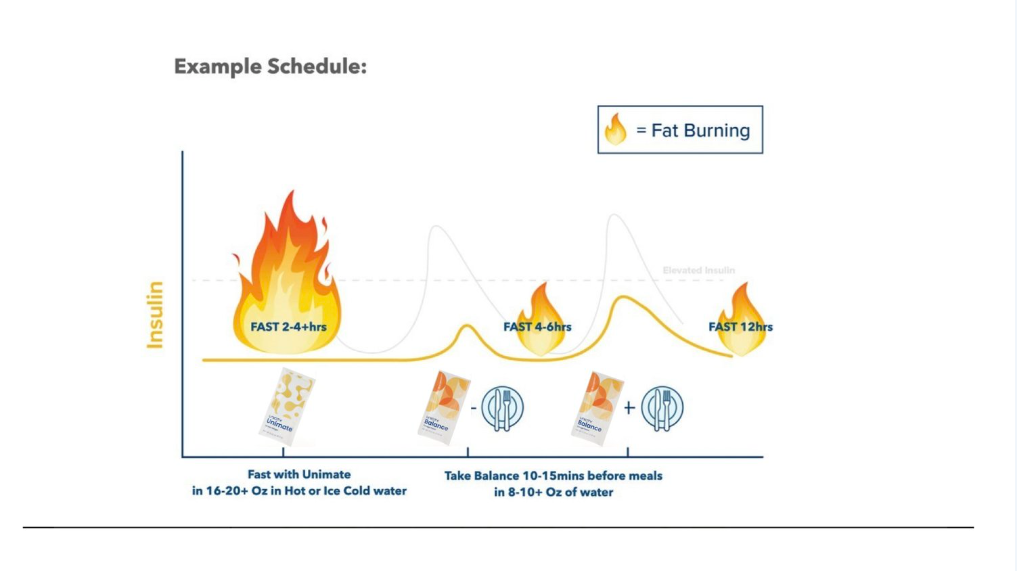 Example Schedule:
= Fat Burning
Elevated Insulin
Insulin
FAST 2-4+hrs
FAST 4-6hrs
FAST 12hrs
Unimate
Balance
-
Balance
+
Fast with Unimate
in 16-20+ Oz in Hot or Ice Cold water
Take Balance 10-15mins before meals
in 8-10+ Oz of water